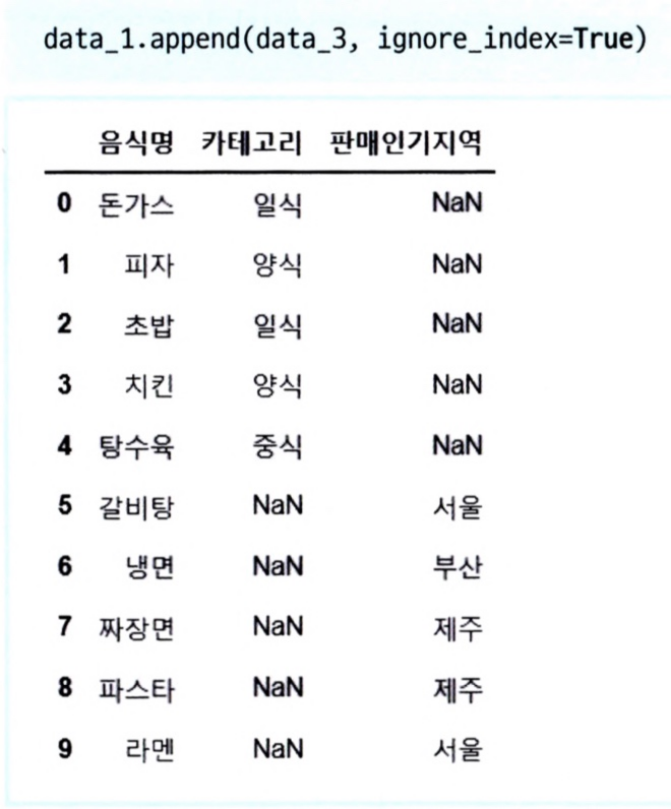 data_1.append(data_3, ignore_index=True)
음식명 카테고리 판매인기지역
0 돈가스 일식 NaN
1 피자 양식 NaN
2 초밥 일식 NaN
3 치킨 양식 NaN
4 탕수육 중식 NaN
5 갈비탕 NaN 서울
6 냉면 NaN 부산
7 짜장면 NaN 제주
8 파스타 NaN 제주
9 라멘 NaN 서울